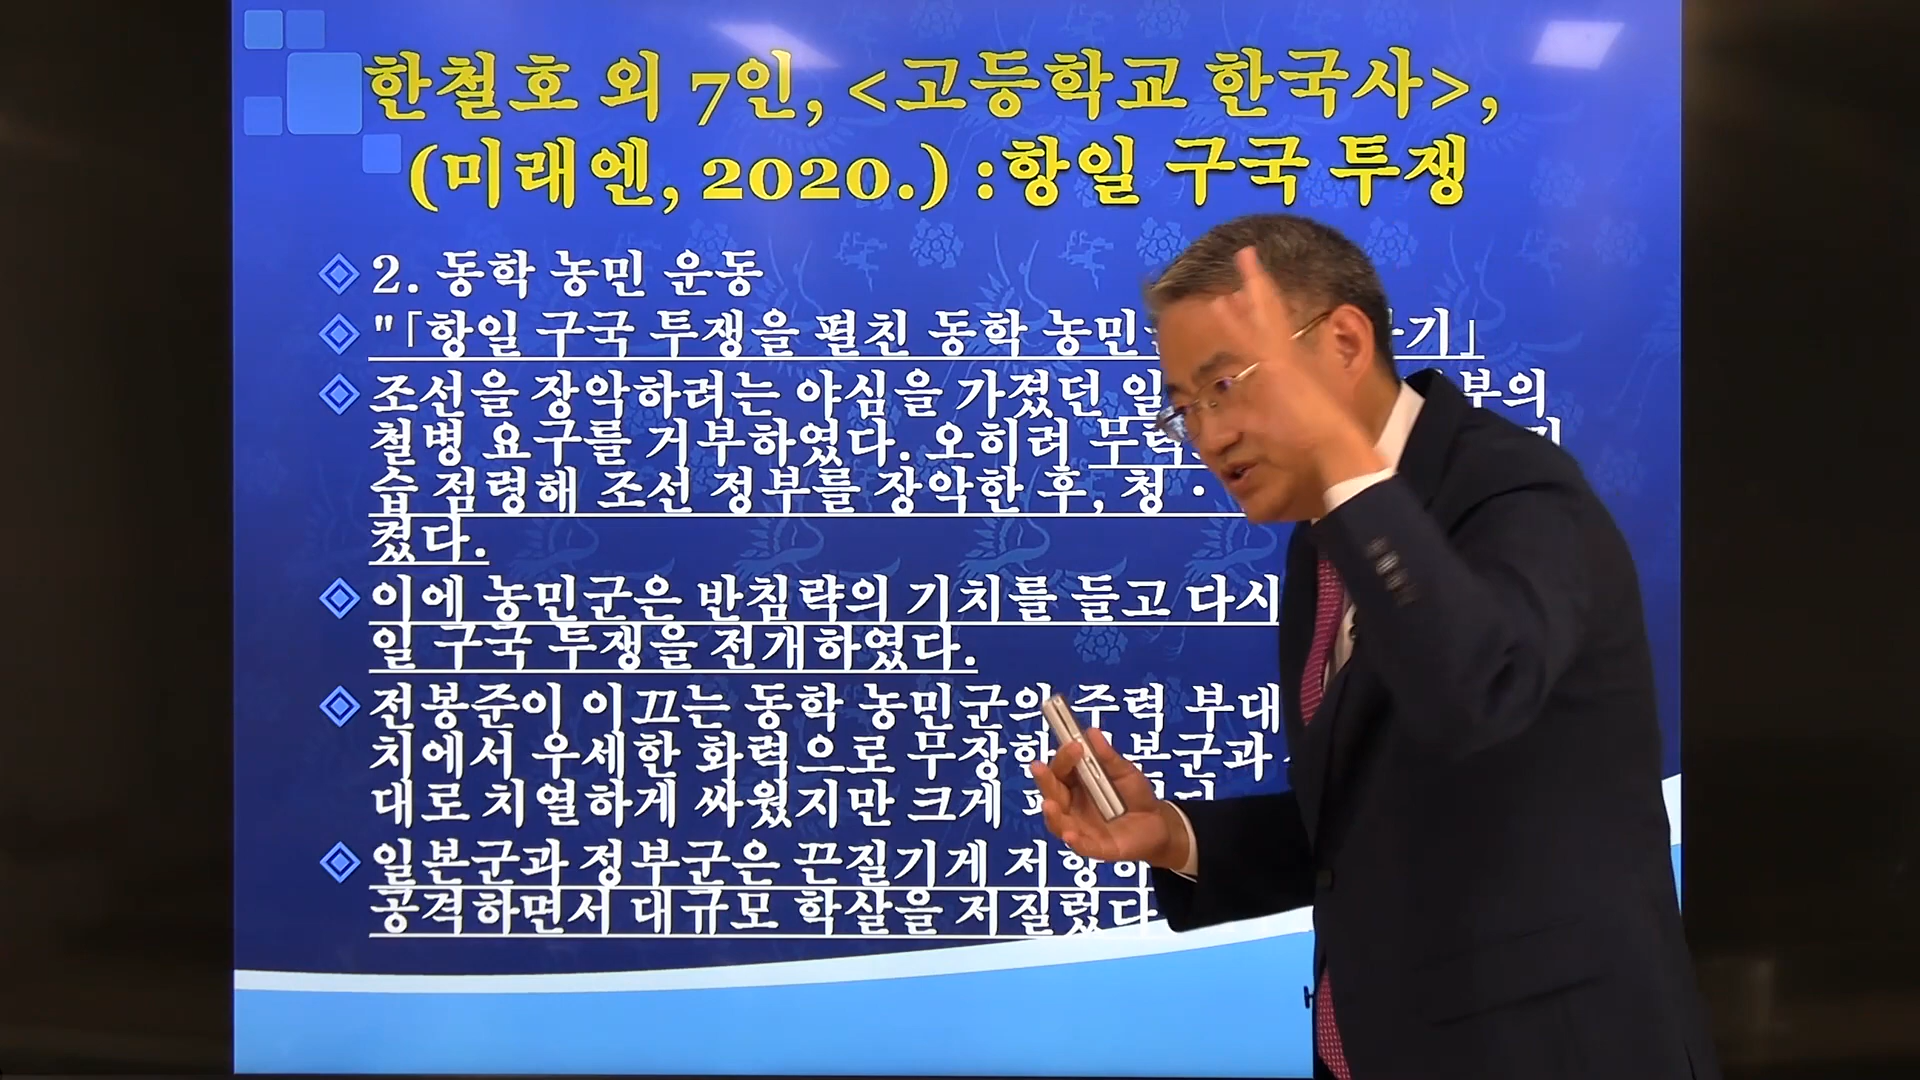 한철호 외 7인, <고등학교 한국사>,
(미래엔, 2020.) :항일 구국 투쟁
2. 동학 농민 운동
"「항일 구국 투쟁을 펼친 동학 농민 기」
조선을 장악하려는 야심을 가졌던 부의
철병 요구를 거부하였다. 오히려
습 점령해 조선 정부를 장악한 후, 청·
켰다.
이에 농민군은 반침략의 기치를 들고 다시
일 구국 투쟁을 전개하였다.
전봉준이 이끄는 동학 농민군의 주력 부대
치에서 우세한 화력으로 무장한 일본군과
대로 치열하게 싸웠지만 크게
일본군과 정부군은 끈질기게
공격하면서 대규모 학살을 저질렀다